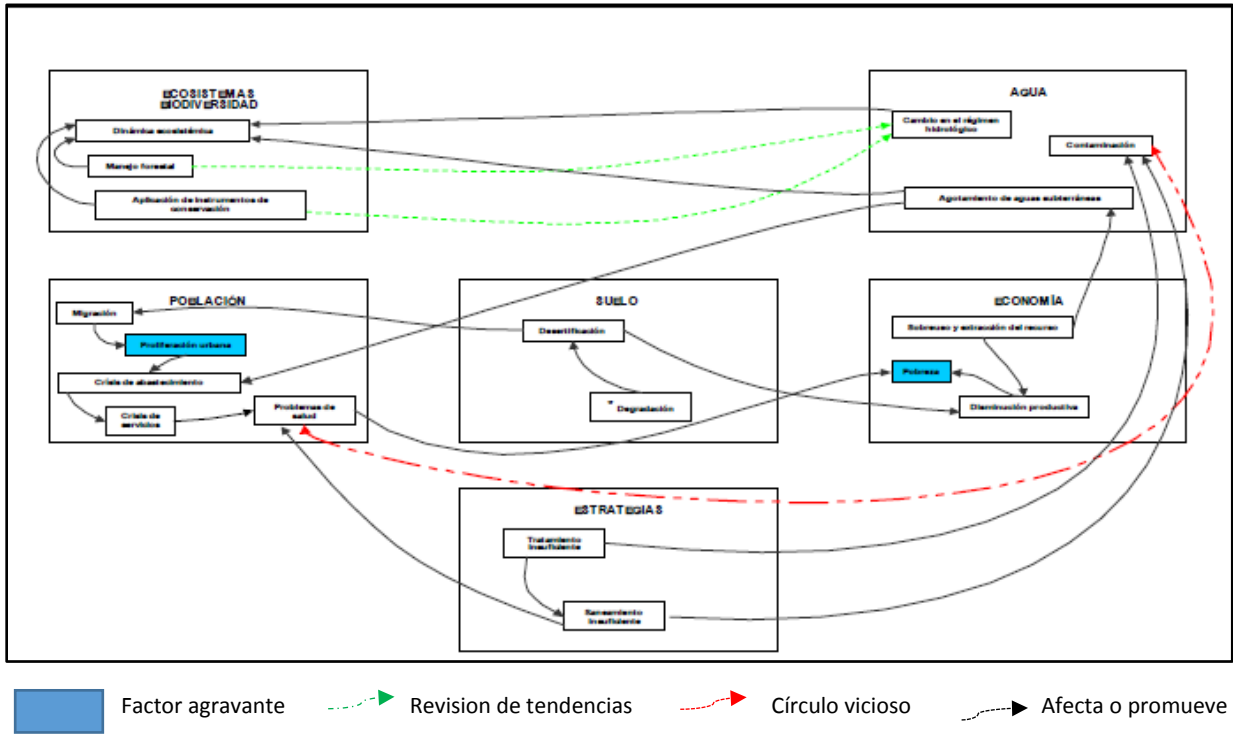 ECOSISTEMAS
BIODIVERSIDAD
Dinámica ecosistémica
Manejo forestal
Aplicación de instrumentos de
conservación
AGUA
Cambio en el régimen
hidrológico
Contaminación
Agotamiento de aguas subterráneas
POBLACIÓN
Migración
Proliferación urbana
Crisis de abastecimiento
Crisis de
servicios
Problemas de
salud
SUELO
Desertificación
* Degradación
ECONOMÍA
Sobreuso y extracción del recurso
Pobreza
Disminución productiva
ESTRATEGIAS
Tratamiento
insuficiente
Saneamiento
insuficiente
Factor agravante
Revision de tendencias
Círculo vicioso
Afecta o promueve